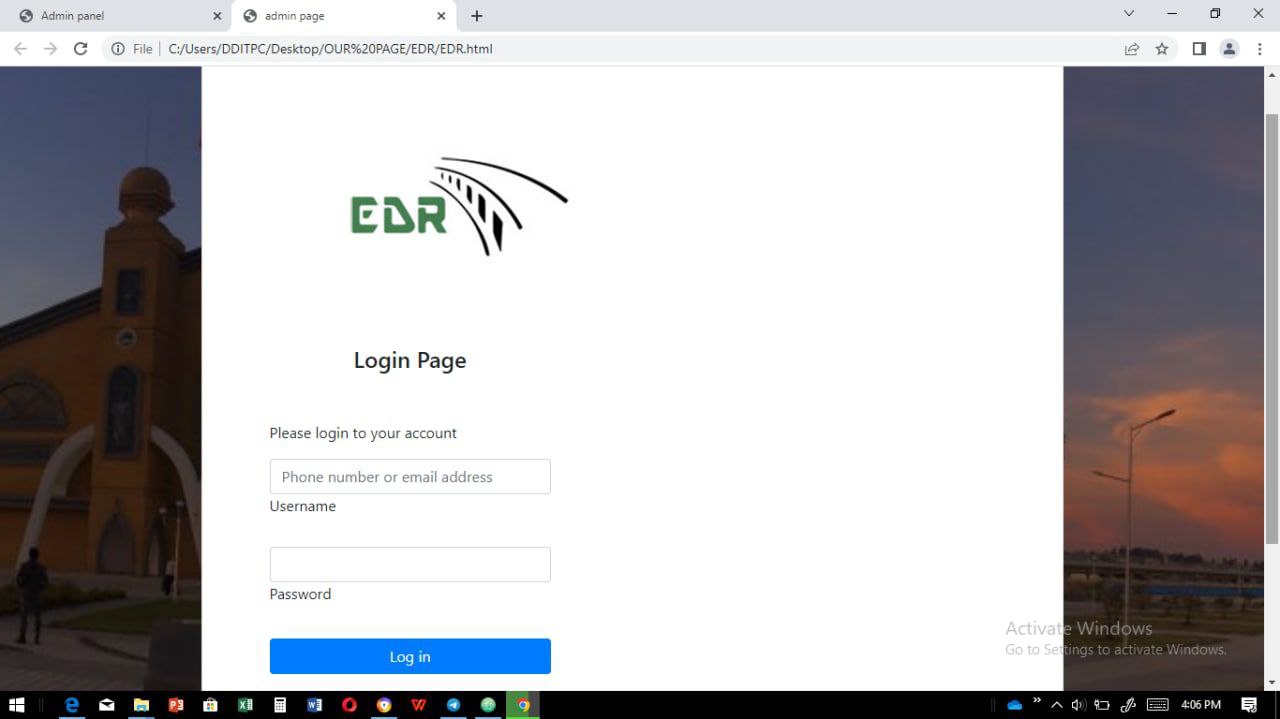 Admin panel
admin page
File
C:/Users/DDITPC/Desktop/OUR%20PAGE/EDR/EDR.html
EDR
Login Page
Please login to your account
Phone number or email address
Username
Password
Log in
Activate Windows
Go to Settings to activate Windows.
4:06 PM